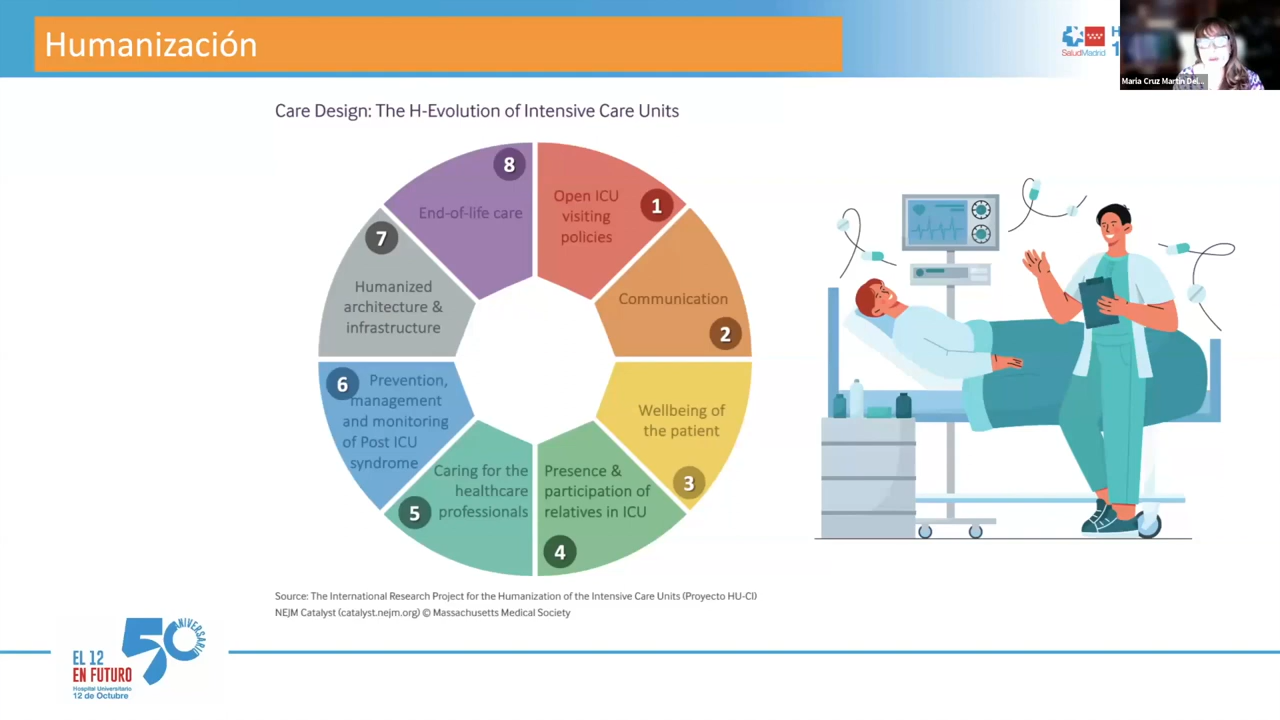 Humanización
SaludMadrid
H
1
Maria Cruz Martin Del...
Care Design: The H-Evolution of Intensive Care Units
8
End-of-life care
Open ICU
visiting
policies
1
Communication
2
Wellbeing of
the patient
3
Presence &
participation of
relatives in ICU
4
Caring for the
healthcare
professionals
5
6
Prevention,
management
and monitoring
of Post ICU
syndrome
7
Humanized
architecture &
infrastructure
Source: The International Research Project for the Humanization of the Intensive Care Units (Proyecto HU-CI)
NEJM Catalyst (catalyst.nejm.org) © Massachusetts Medical Society
50
ANIVERSARIO
EL 12
EN FUTURO
Hospital Universitario
12 de Octubre